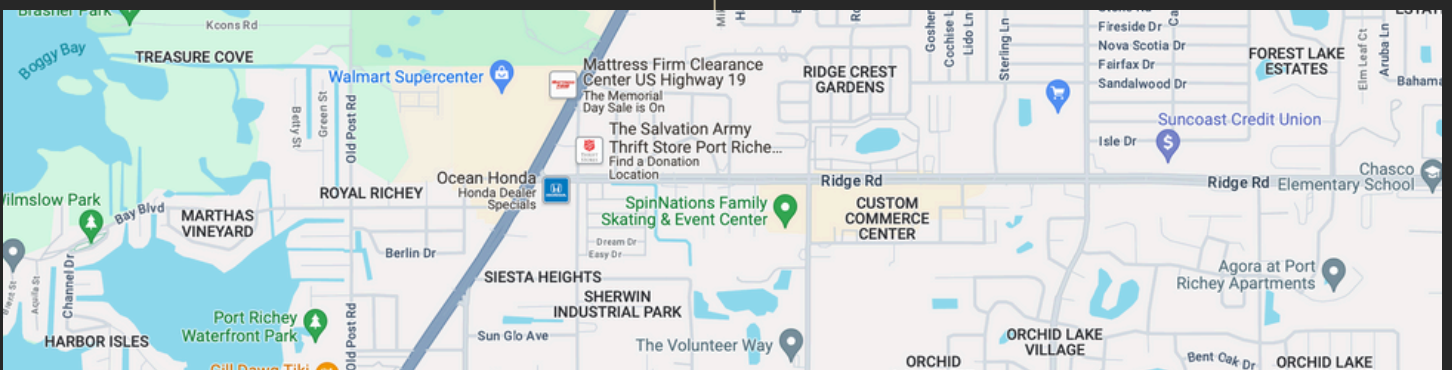 Brasher Park
Kcons Rd
Boggy Bay
TREASURE COVE
Walmart Supercenter
Mattress Firm Clearance
Center US Highway 19
The Memorial
Day Sale is On
The Salvation Army
Thrift Store Port Riche...
Find a Donation
Location
RIDGE CREST
GARDENS
Goshen
Cochise L
Lido Ln
Sterling Ln
Fireside Dr
Nova Scotia Dr
Fairfax Dr
Sandalwood Dr
Isle Dr
FOREST LAKE
ESTATES
Elm Leaf Ct
Aruba Ln
Bahama
Suncoast Credit Union
Betty St
Green St
Old Post Rd
Ocean Honda
Honda Dealer
Specials
ROYAL RICHEY
Ridge Rd
Ridge Rd
Chasco
Elementary School
Wilmslow Park
Bay Blvd
MARTHAS
VINEYARD
SpinNations Family
Skating & Event Center
CUSTOM
COMMERCE
CENTER
Dream Dr
Easy Dr
Berlin Dr
SIESTA HEIGHTS
SHERWIN
INDUSTRIAL PARK
Agora at Port
Richey Apartments
Aquila St
Channel Dr
Port Richey
Waterfront Park
Old Post Rd
HARBOR ISLES
Sun Glo Ave
The Volunteer Way
ORCHID LAKE
VILLAGE
ORCHID
Bent Oak Dr
ORCHID LAKE
Gill Dawg Tiki